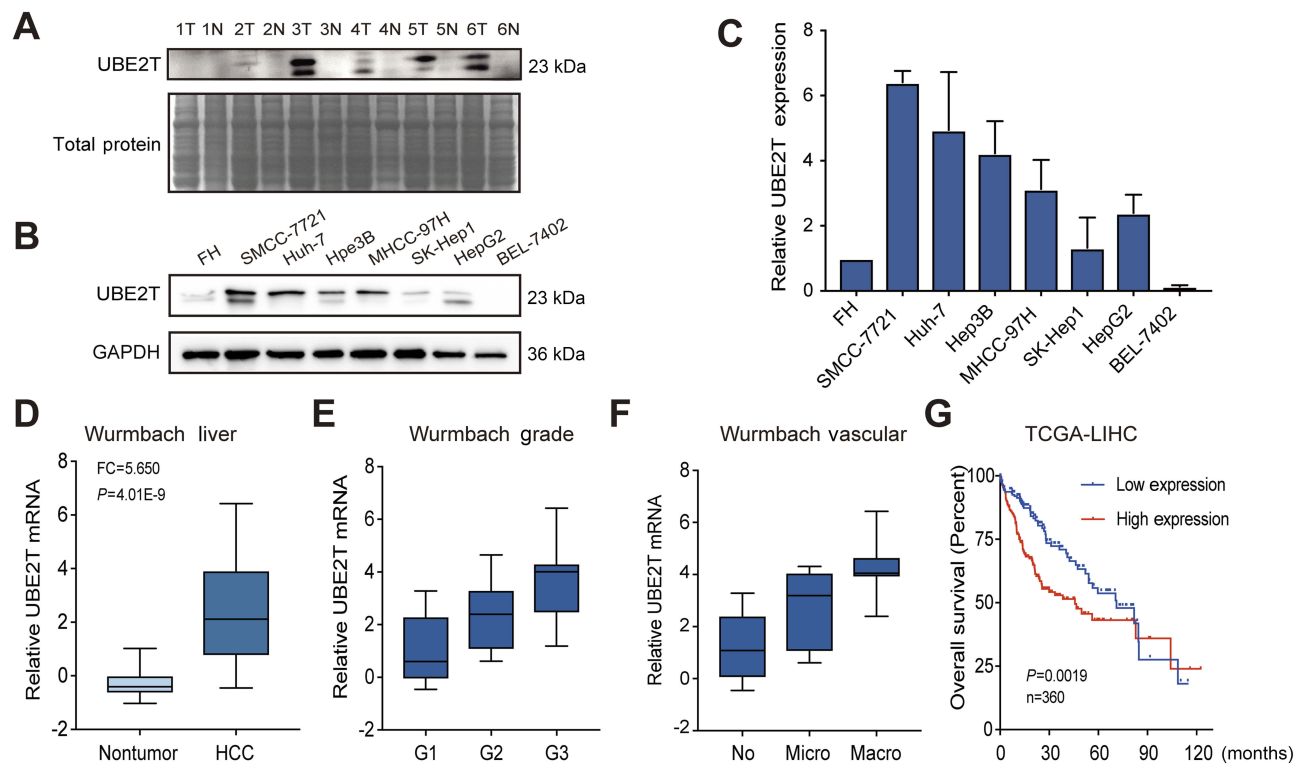 A
1T 1N 2T 2N 3T 3N 4T 4N 5T 5N 6T 6N
UBE2T
23 kDa
Total protein
B
FH SMCC-7721 Huh-7 Hpe3B MHCC-97H SK-Hep1 HepG2 BEL-7402
UBE2T
23 kDa
GAPDH
36 kDa
C
Relative UBE2T expression
8
6
4
2
0
FH SMCC-7721 Huh-7 Hep3B MHCC-97H SK-Hep1 HepG2 BEL-7402
D
Wurmbach liver
Relative UBE2T mRNA
8
6
4
2
0
-2
FC=5.650
P=4.01E-9
Nontumor HCC
E
Wurmbach grade
Relative UBE2T mRNA
8
6
4
2
0
-2
G1 G2 G3
F
Wurmbach vascular
Relative UBE2T mRNA
8
6
4
2
0
-2
No Micro Macro
G
TCGA-LIHC
Overall survival (Percent)
100
75
50
25
0
Low expression
High expression
P=0.0019
n=360
0 30 60 90 120 (months)